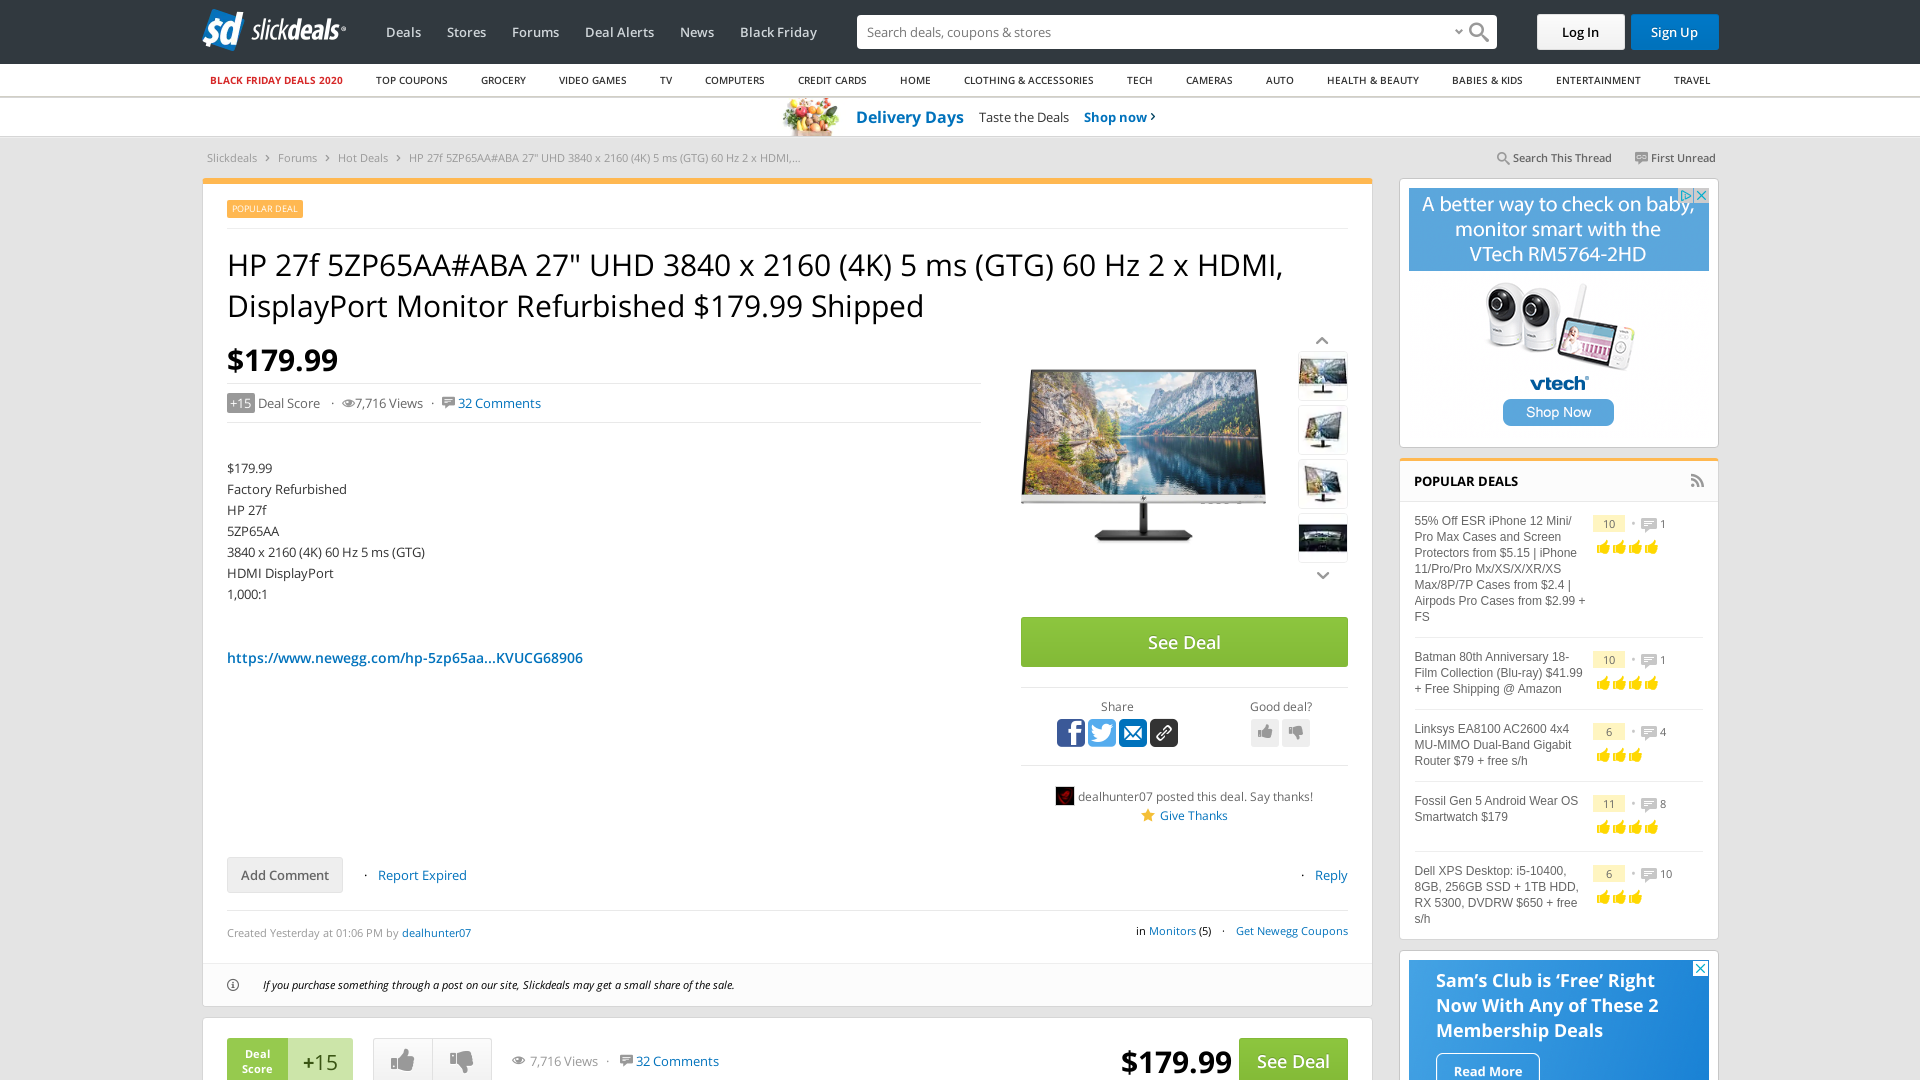 slickdeals
Deals
Stores
Forums
Deal Alerts
News
Black Friday
Search deals, coupons & stores
Log In
Sign Up
BLACK FRIDAY DEALS 2020
TOP COUPONS
GROCERY
VIDEO GAMES
TV
COMPUTERS
CREDIT CARDS
HOME
CLOTHING & ACCESSORIES
TECH
CAMERAS
AUTO
HEALTH & BEAUTY
BABIES & KIDS
ENTERTAINMENT
TRAVEL
Delivery Days Taste the Deals Shop now
Slickdeals > Forums > Hot Deals > HP 27f 5ZP65AA#ABA 27" UHD 3840 x 2160 (4K) 5 ms (GTG) 60 Hz 2 x HDMI,...
Search This Thread
First Unread
POPULAR DEAL
HP 27f 5ZP65AA#ABA 27" UHD 3840 x 2160 (4K) 5 ms (GTG) 60 Hz 2 x HDMI,
DisplayPort Monitor Refurbished $179.99 Shipped
$179.99
+15 Deal Score · 7,716 Views · 32 Comments
$179.99
Factory Refurbished
HP 27f
5ZP65AA
3840 x 2160 (4K) 60 Hz 5 ms (GTG)
HDMI DisplayPort
1,000:1
https://www.newegg.com/hp-5zp65aa...KVUCG68906
See Deal
Share
Good deal?
dealhunter07 posted this deal. Say thanks!
Give Thanks
Add Comment · Report Expired
· Reply
Created Yesterday at 01:06 PM by dealhunter07
in Monitors (5) · Get Newegg Coupons
If you purchase something through a post on our site, Slickdeals may get a small share of the sale.
Deal
Score
+15
7,716 Views · 32 Comments
$179.99
See Deal
A better way to check on baby,
monitor smart with the
VTech RM5764-2HD
vtech
Shop Now
POPULAR DEALS
55% Off ESR iPhone 12 Mini/
Pro Max Cases and Screen
Protectors from $5.15 | iPhone
11/Pro/Pro Mx/XS/X/XR/XS
Max/8P/7P Cases from $2.4 |
Airpods Pro Cases from $2.99 +
FS
10 • 1
Batman 80th Anniversary 18-
Film Collection (Blu-ray) $41.99
+ Free Shipping @ Amazon
10 • 1
Linksys EA8100 AC2600 4x4
MU-MIMO Dual-Band Gigabit
Router $79 + free s/h
6 • 4
Fossil Gen 5 Android Wear OS
Smartwatch $179
11 • 8
Dell XPS Desktop: i5-10400,
8GB, 256GB SSD + 1TB HDD,
RX 5300, DVDRW $650 + free
s/h
6 • 10
Sam's Club is 'Free' Right
Now With Any of These 2
Membership Deals
Read More